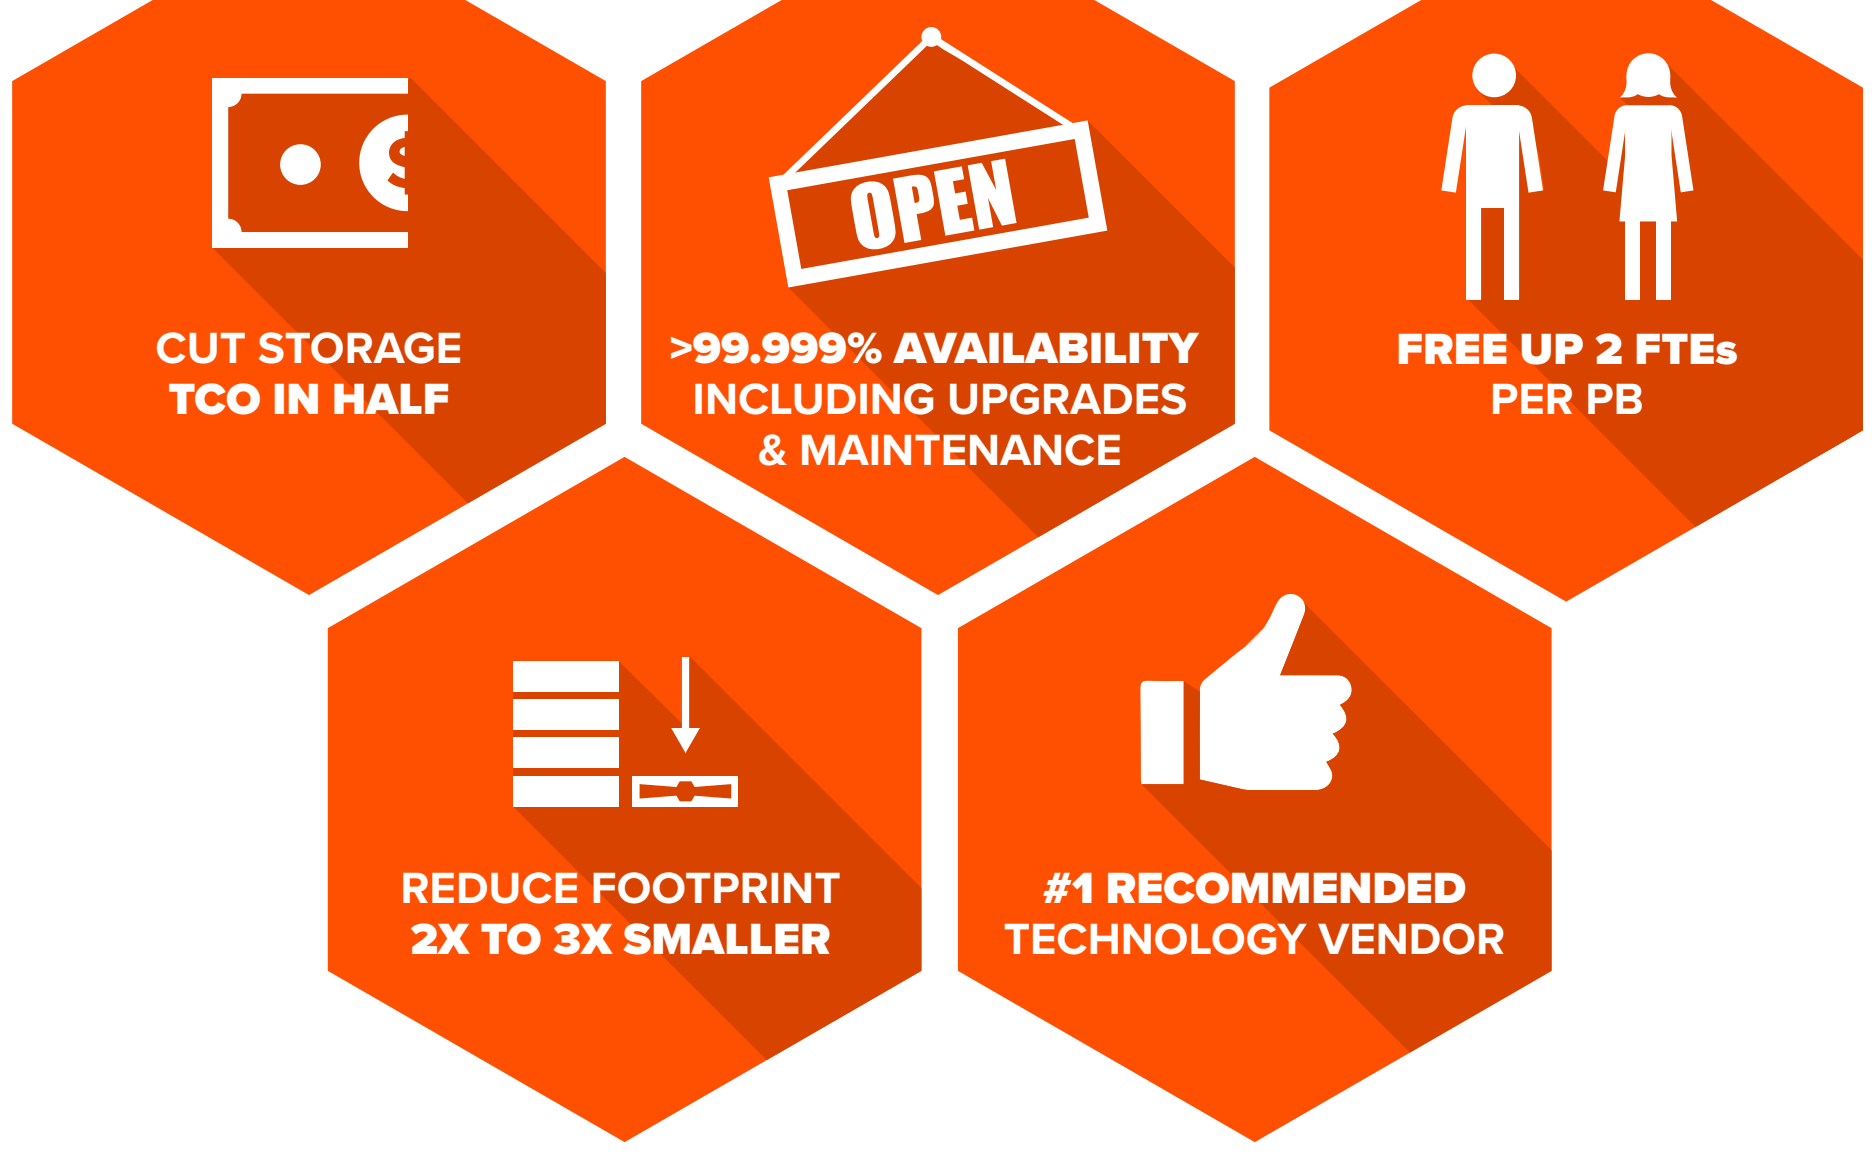 OPEN
CUT STORAGE
TCO IN HALF
>99.999% AVAILABILITY
INCLUDING UPGRADES
& MAINTENANCE
FREE UP 2 FTEs
PER PB
REDUCE FOOTPRINT
2X TO 3X SMALLER
#1 RECOMMENDED
TECHNOLOGY VENDOR